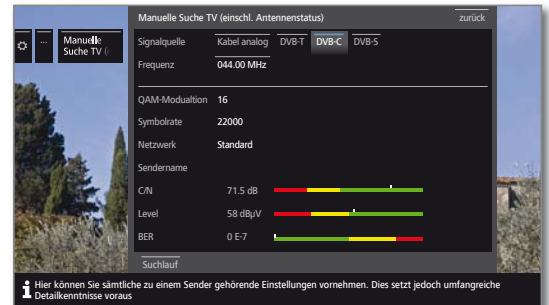 Manuelle Suche TV (einschl. Antennenstatus) zurück
... Manuelle
Suche TV (
Signalquelle Kabel analog DVB-T DVB-C DVB-S
Frequenz 044.00 MHz
QAM-Modualtion 16
Symbolrate 22000
Netzwerk Standard
Sendername
C/N 71.5 dB
Level 58 dBµV
BER 0 E-7
Suchlauf
Hier können Sie sämtliche zu einem Sender gehörende Einstellungen vornehmen. Dies setzt jedoch umfangreiche
Detailkenntnisse voraus